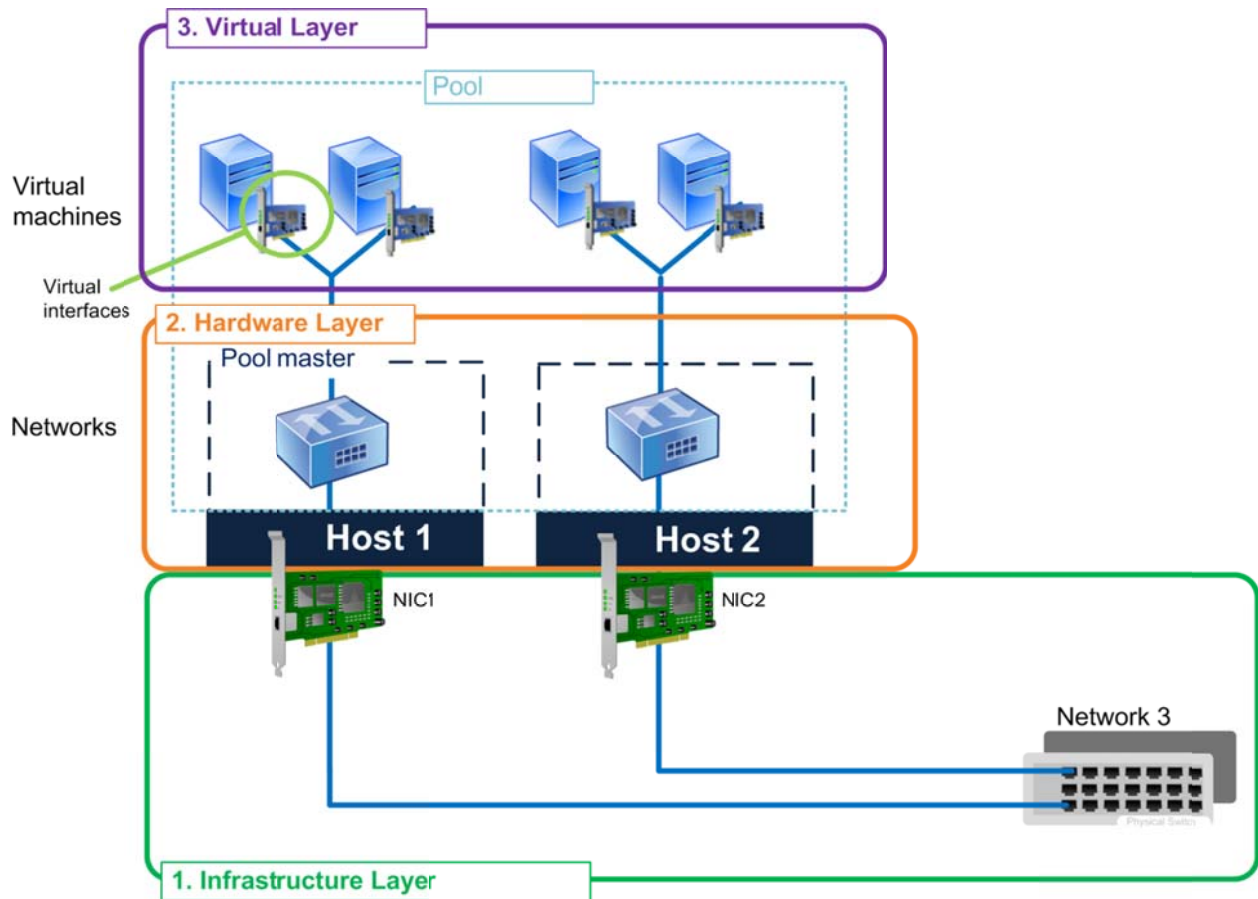 3. Virtual Layer
Pool
Virtual
machines
Virtual
interfaces
2. Hardware Layer
Pool master
Networks
Host 1
Host 2
NIC1
NIC2
Network 3
Physical Switch
1. Infrastructure Layer